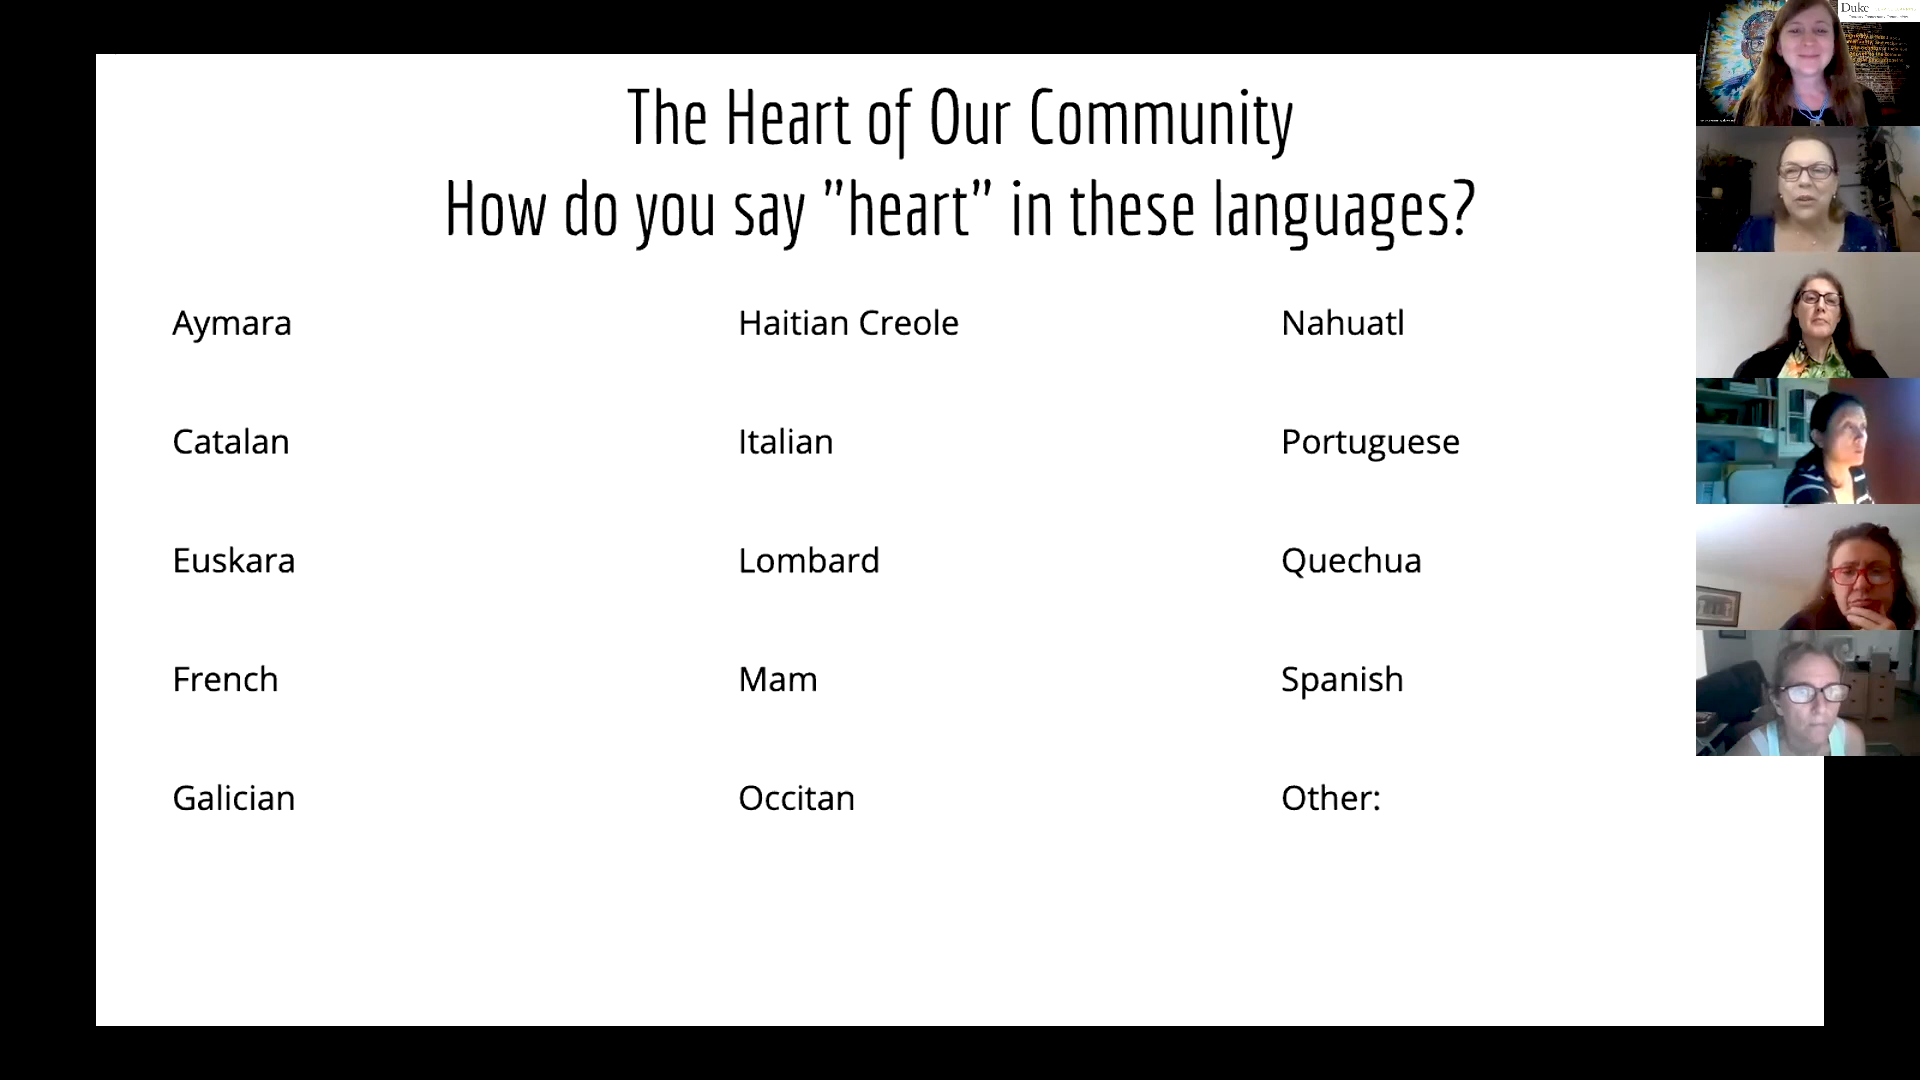 The Heart of Our Community
How do you say "heart" in these languages?
Aymara
Haitian Creole
Nahuatl
Catalan
Italian
Portuguese
Euskara
Lombard
Quechua
French
Mam
Spanish
Galician
Occitan
Other:
Duke